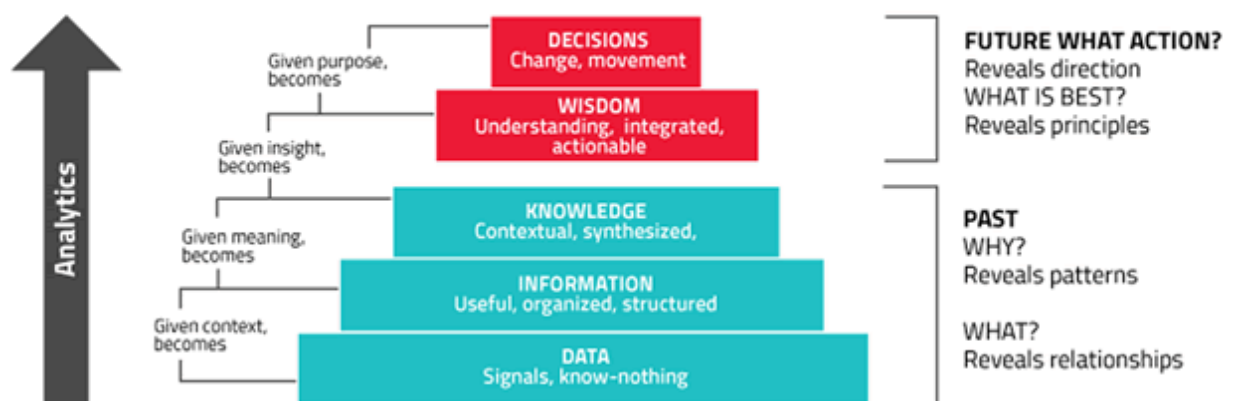 Analytics
DECISIONS
Change, movement
Given purpose,
becomes
WISDOM
Understanding, integrated,
actionable
Given insight,
becomes
KNOWLEDGE
Contextual, synthesized,
Given meaning,
becomes
INFORMATION
Useful, organized, structured
Given context,
becomes
DATA
Signals, know-nothing
FUTURE WHAT ACTION?
Reveals direction
WHAT IS BEST?
Reveals principles
PAST
WHY?
Reveals patterns
WHAT?
Reveals relationships